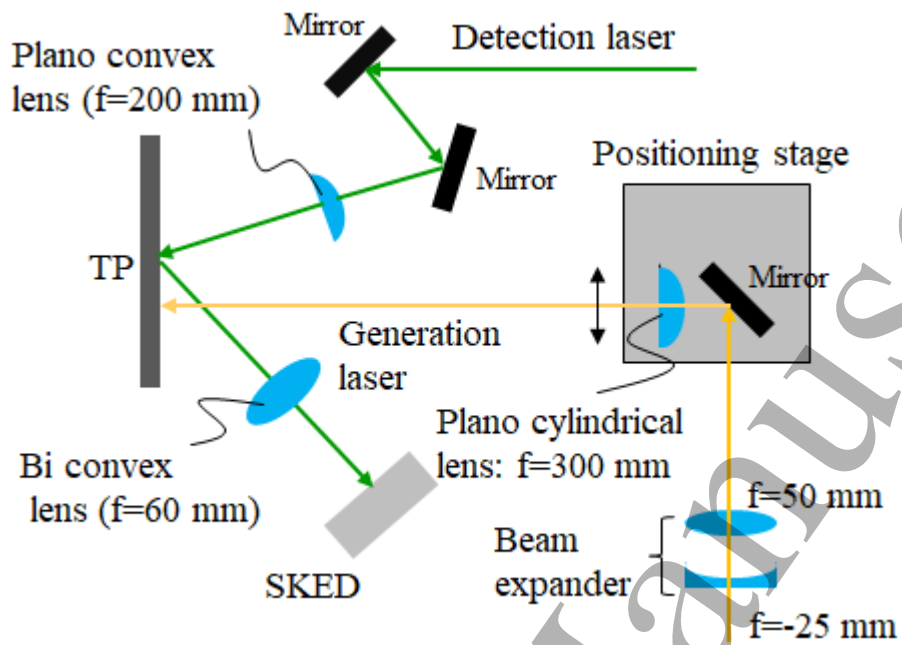 Mirror
Detection laser
Plano convex
lens (f=200 mm)
Mirror
Positioning stage
TP
Mirror
Generation
laser
Plano cylindrical
lens: f=300 mm
Bi convex
lens (f=60 mm)
SKED
f=50 mm
Beam
expander
f=-25 mm